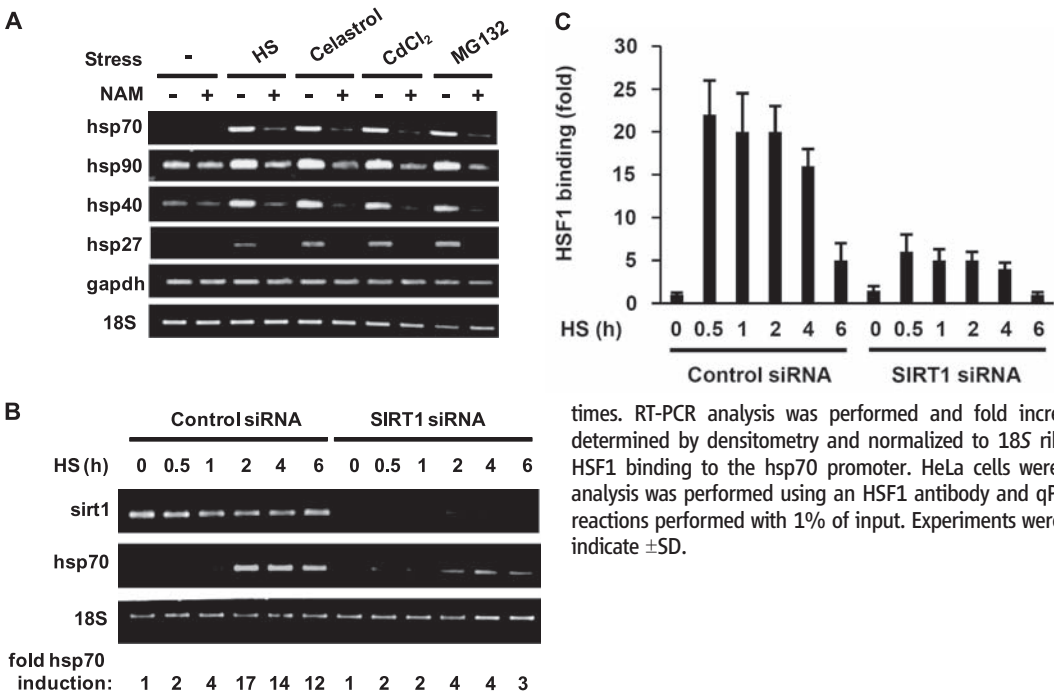 A
Stress - HS Celastrol CdCl₂ MG132
NAM - + - + - + - + - +
hsp70
hsp90
hsp40
hsp27
gapdh
18S
B
Control siRNA SIRT1 siRNA
HS (h) 0 0.5 1 2 4 6 0 0.5 1 2 4 6
sirt1
hsp70
18S
fold hsp70
induction: 1 2 4 17 14 12 1 2 2 4 4 3
C
HSF1 binding (fold)
30
25
20
15
10
5
0
HS (h) 0 0.5 1 2 4 6 0 0.5 1 2 4 6
Control siRNA SIRT1 siRNA
times. RT-PCR analysis was performed and fold incre
determined by densitometry and normalized to 18S ri
HSF1 binding to the hsp70 promoter. HeLa cells were
analysis was performed using an HSF1 antibody and qP
reactions performed with 1% of input. Experiments were
indicate ±SD.